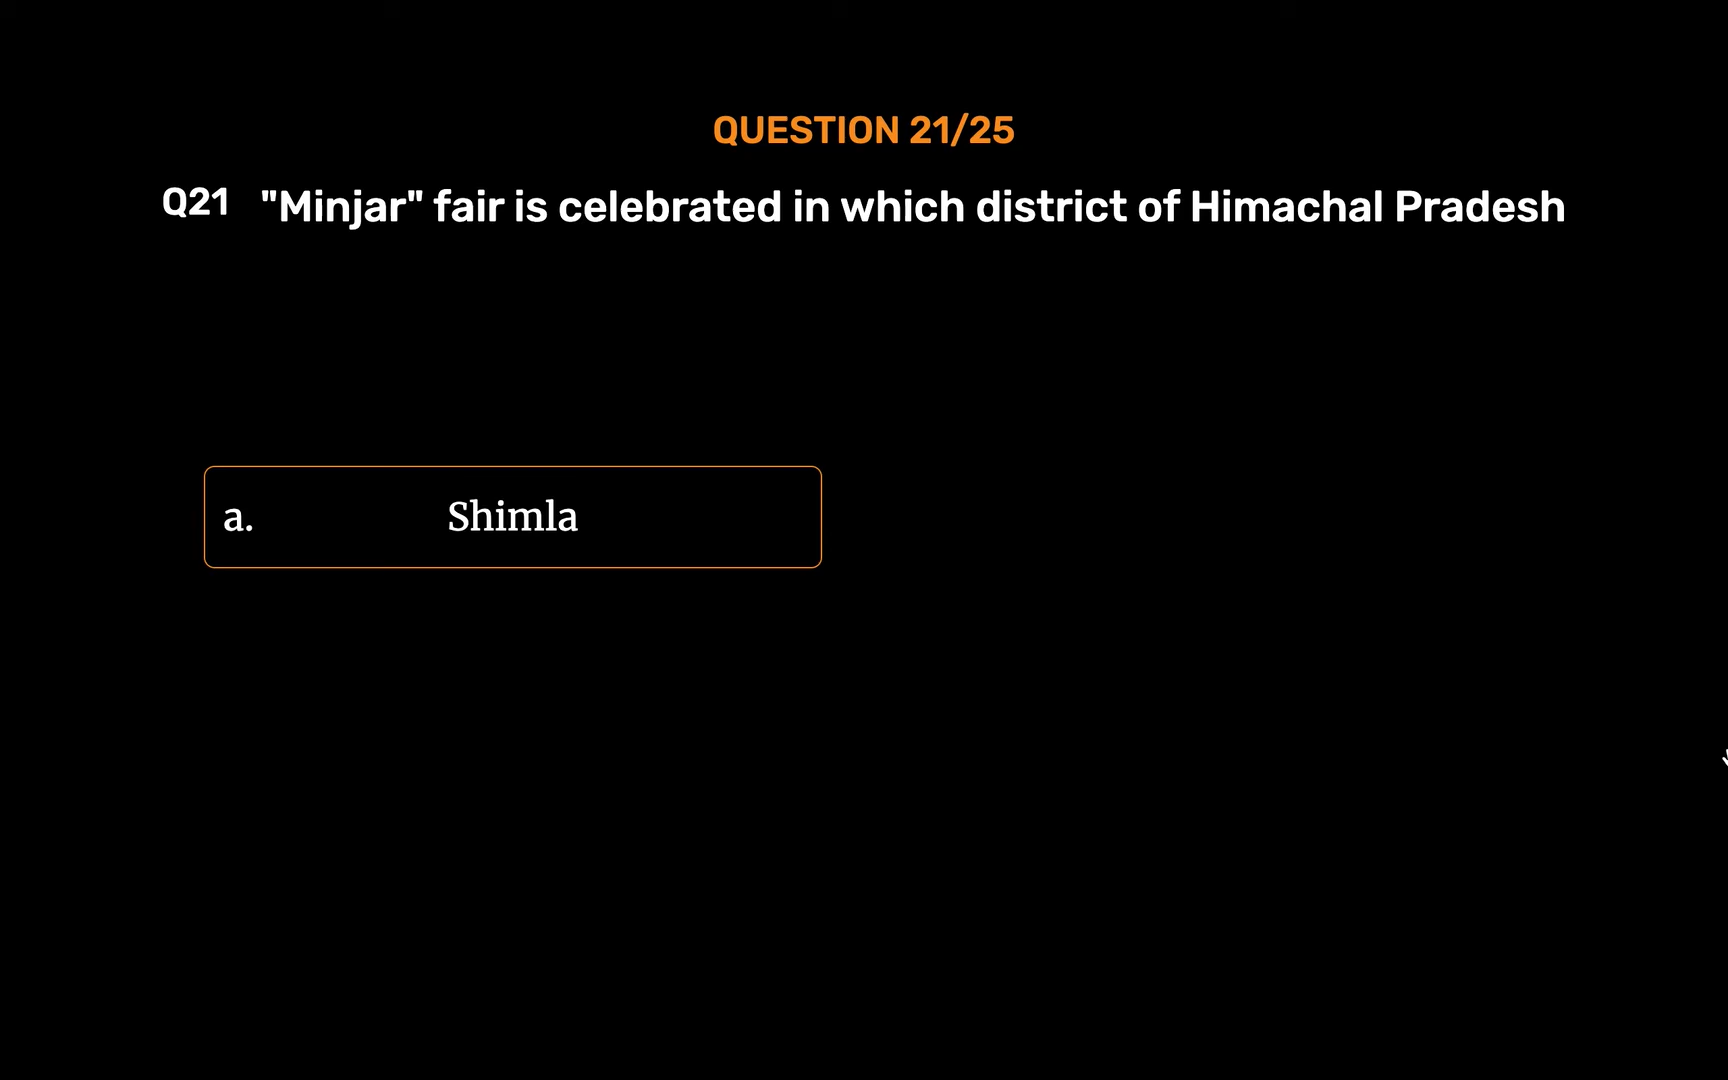 QUESTION 21/25
Q21 "Minjar" fair is celebrated in which district of Himachal Pradesh
a. Shimla